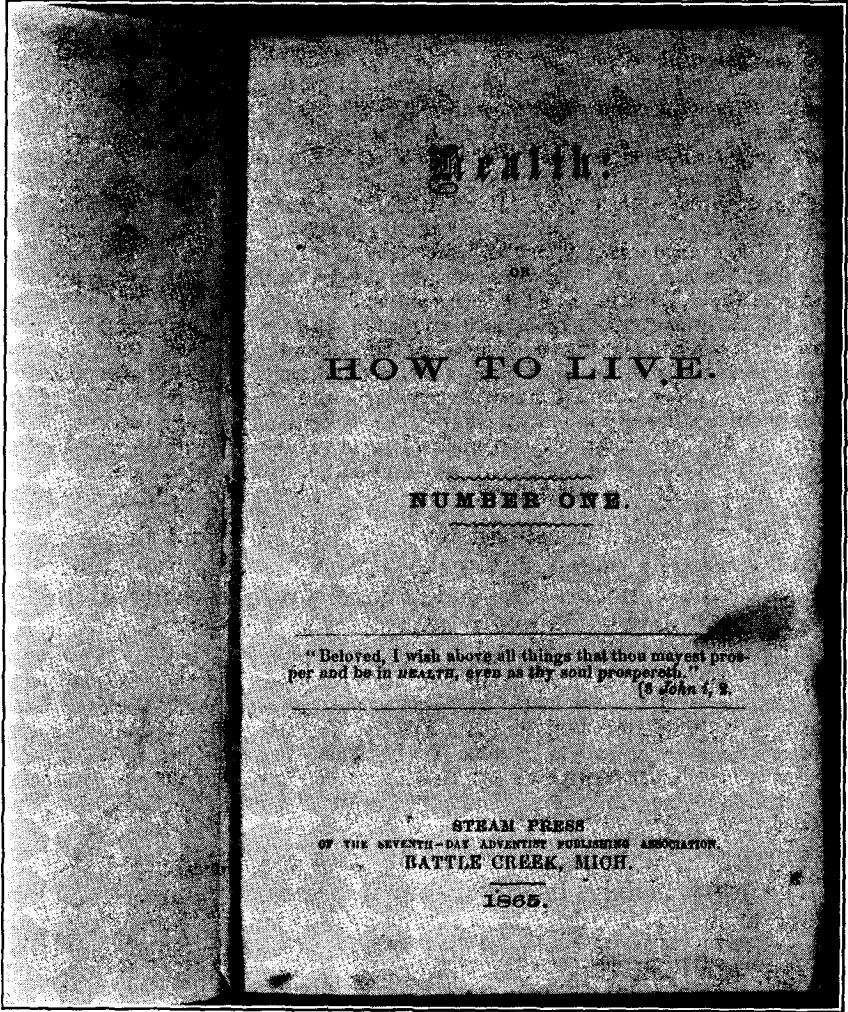 Health:
OR
HOW TO LIVE.
NUMBER ONE.
"Beloved, I wish above all things that thou mayest pros-
per and be in HEALTH, even as thy soul prospereth."
(3 John i, 2.
STEAM PRESS
OF THE SEVENTH-DAY ADVENTIST PUBLISHING ASSOCIATION.
BATTLE CREEK, MICH.
1865.